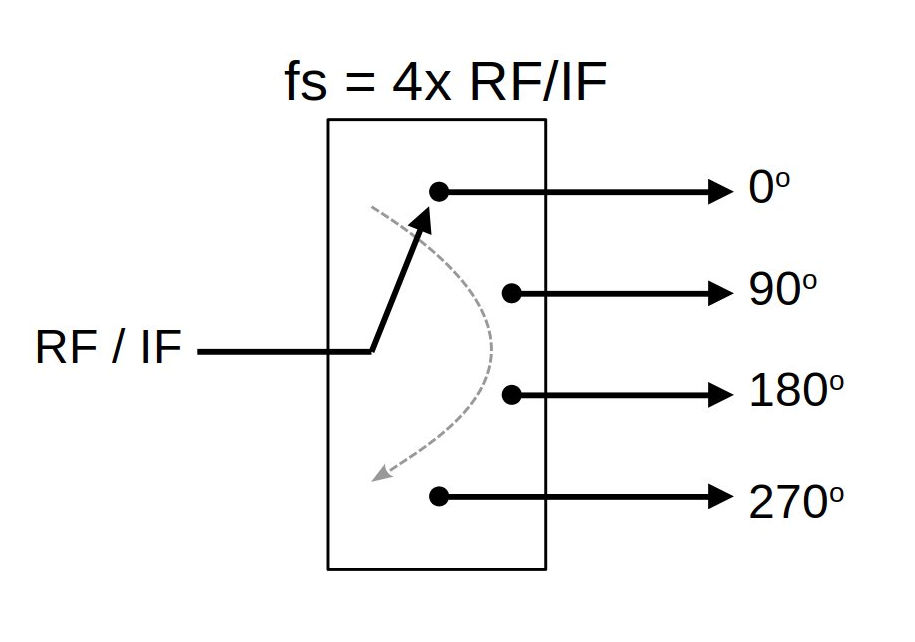 fs = 4x RF/IF
0º
90º
RF / IF
180º
270º